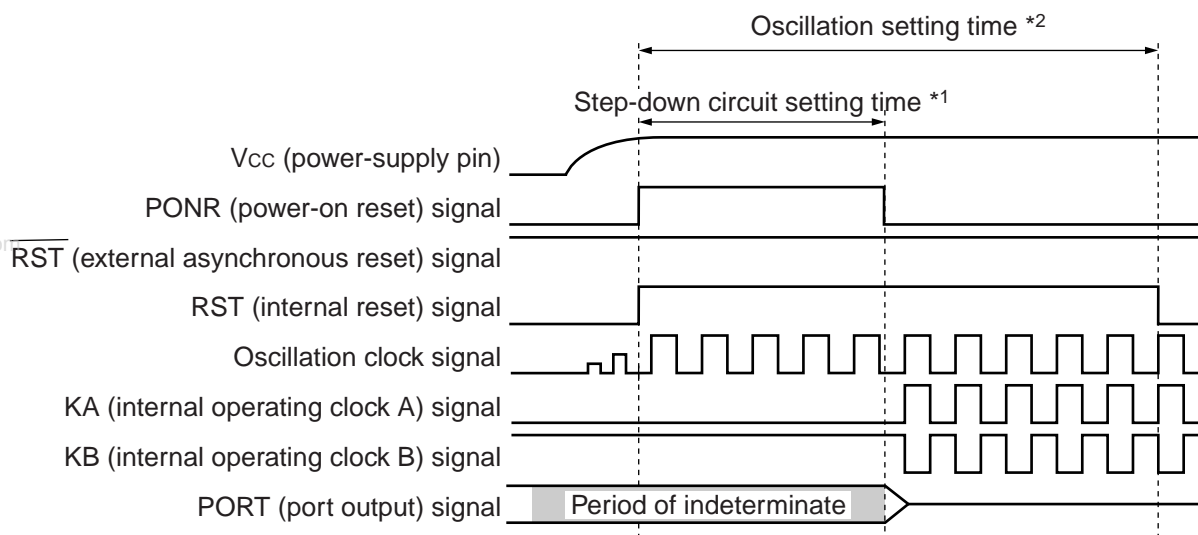 Oscillation setting time *2
Step-down circuit setting time *1
Vcc (power-supply pin)
PONR (power-on reset) signal
om
RST (external asynchronous reset) signal
RST (internal reset) signal
Oscillation clock signal
KA (internal operating clock A) signal
KB (internal operating clock B) signal
PORT (port output) signal
Period of indeterminate